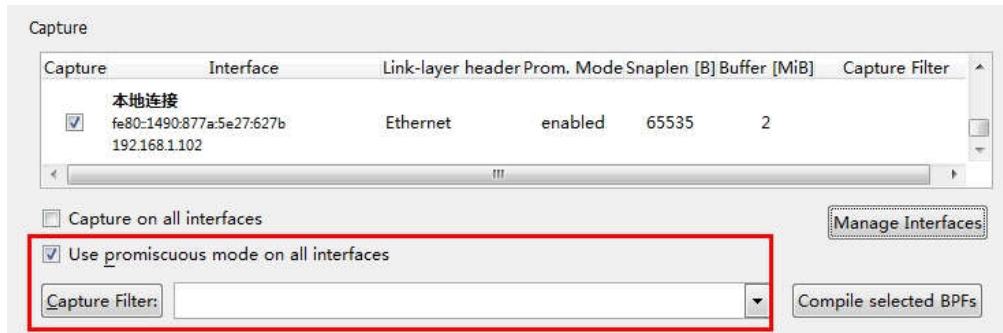 Capture
Capture Interface Link-layer header Prom. Mode Snaplen [B] Buffer [MiB] Capture Filter
本地连接
fe80::1490:877a:5e27:627b
Ethernet enabled 65535 2
192.168.1.102
Capture on all interfaces
Manage Interfaces
Use promiscuous mode on all interfaces
Capture Filter: Compile selected BPFs